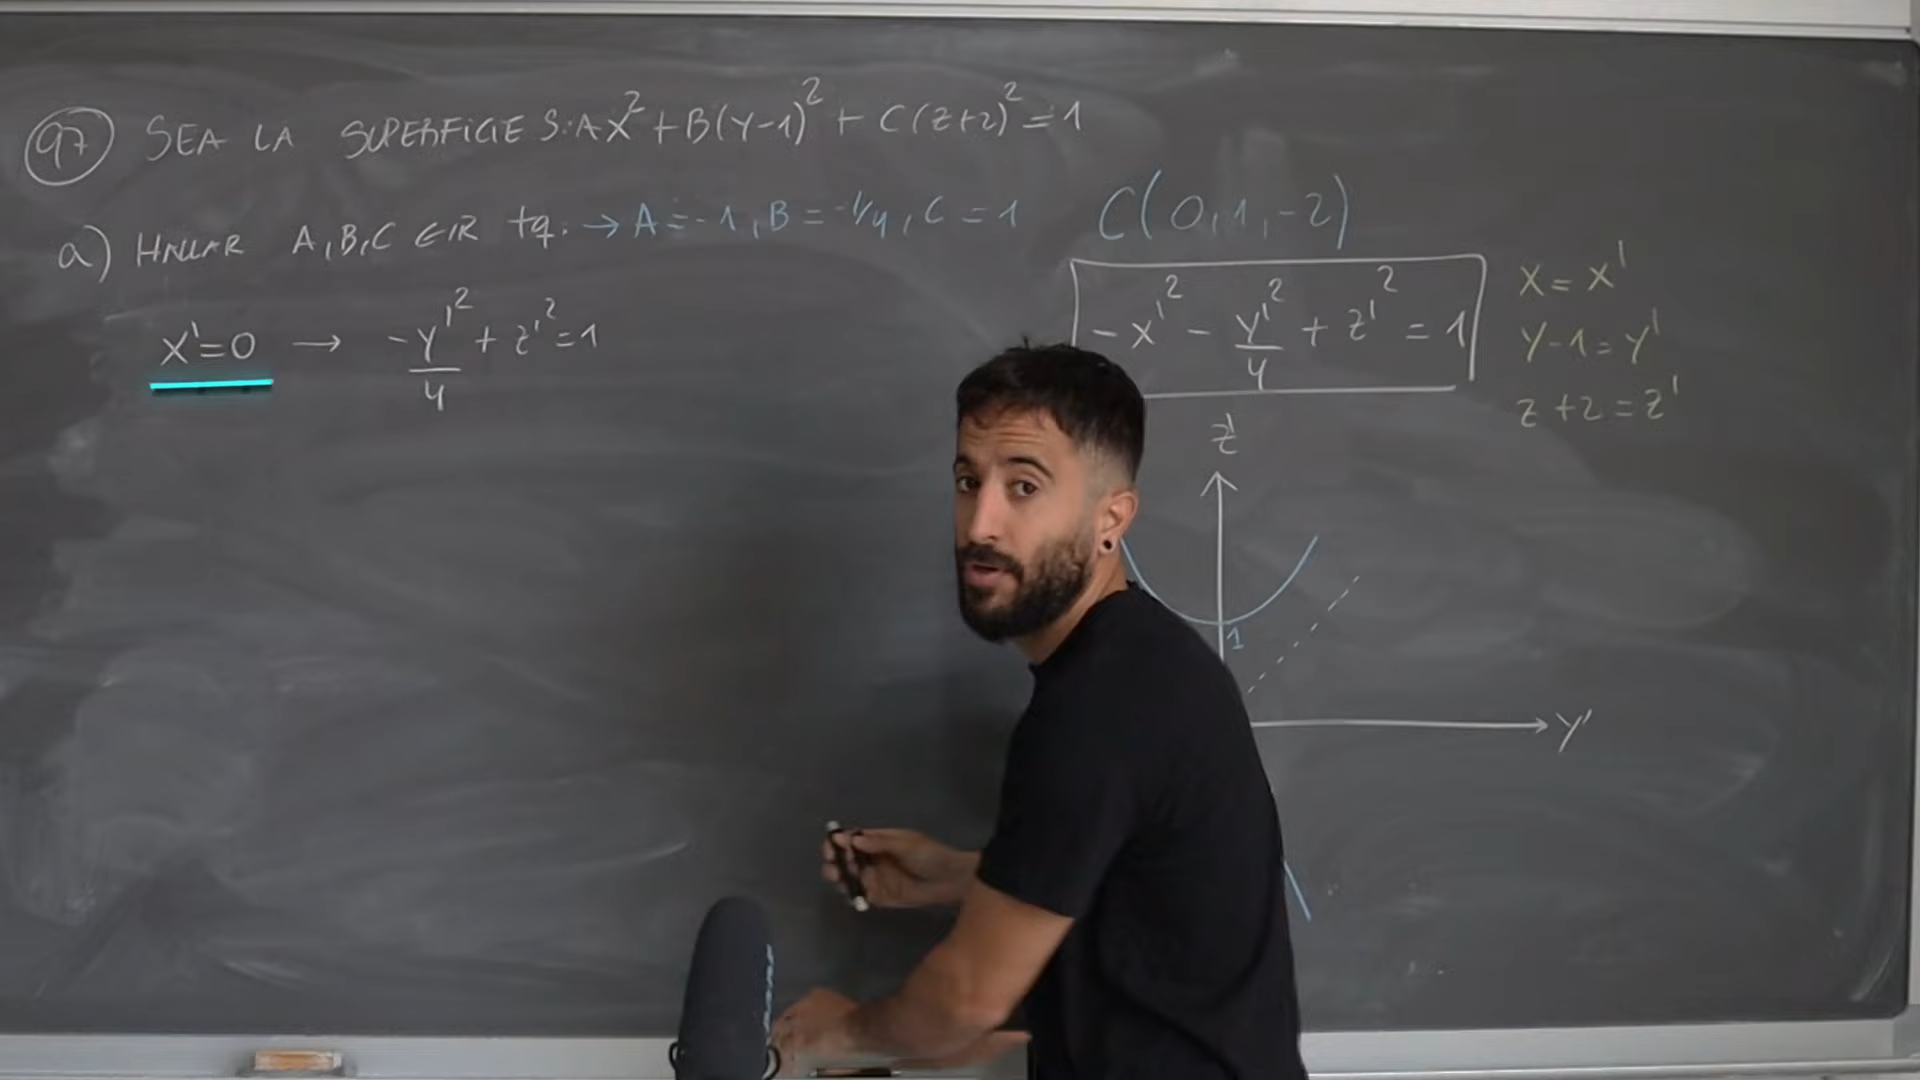 97 SEA LA SUPERFICIE S: AX² + B(Y-1)² + C(Z+2)² = 1
a) HALLAR A,B,C ∈ IR tq. → A = -1, B = -1/4, C = 1
C(0,1,-2)
X'=0 → -Y'²/4 + Z'² = 1
-X'² - Y'²/4 + Z'² = 1
X = X'
Y-1 = Y'
Z+2 = Z'
Z'
1
Y'